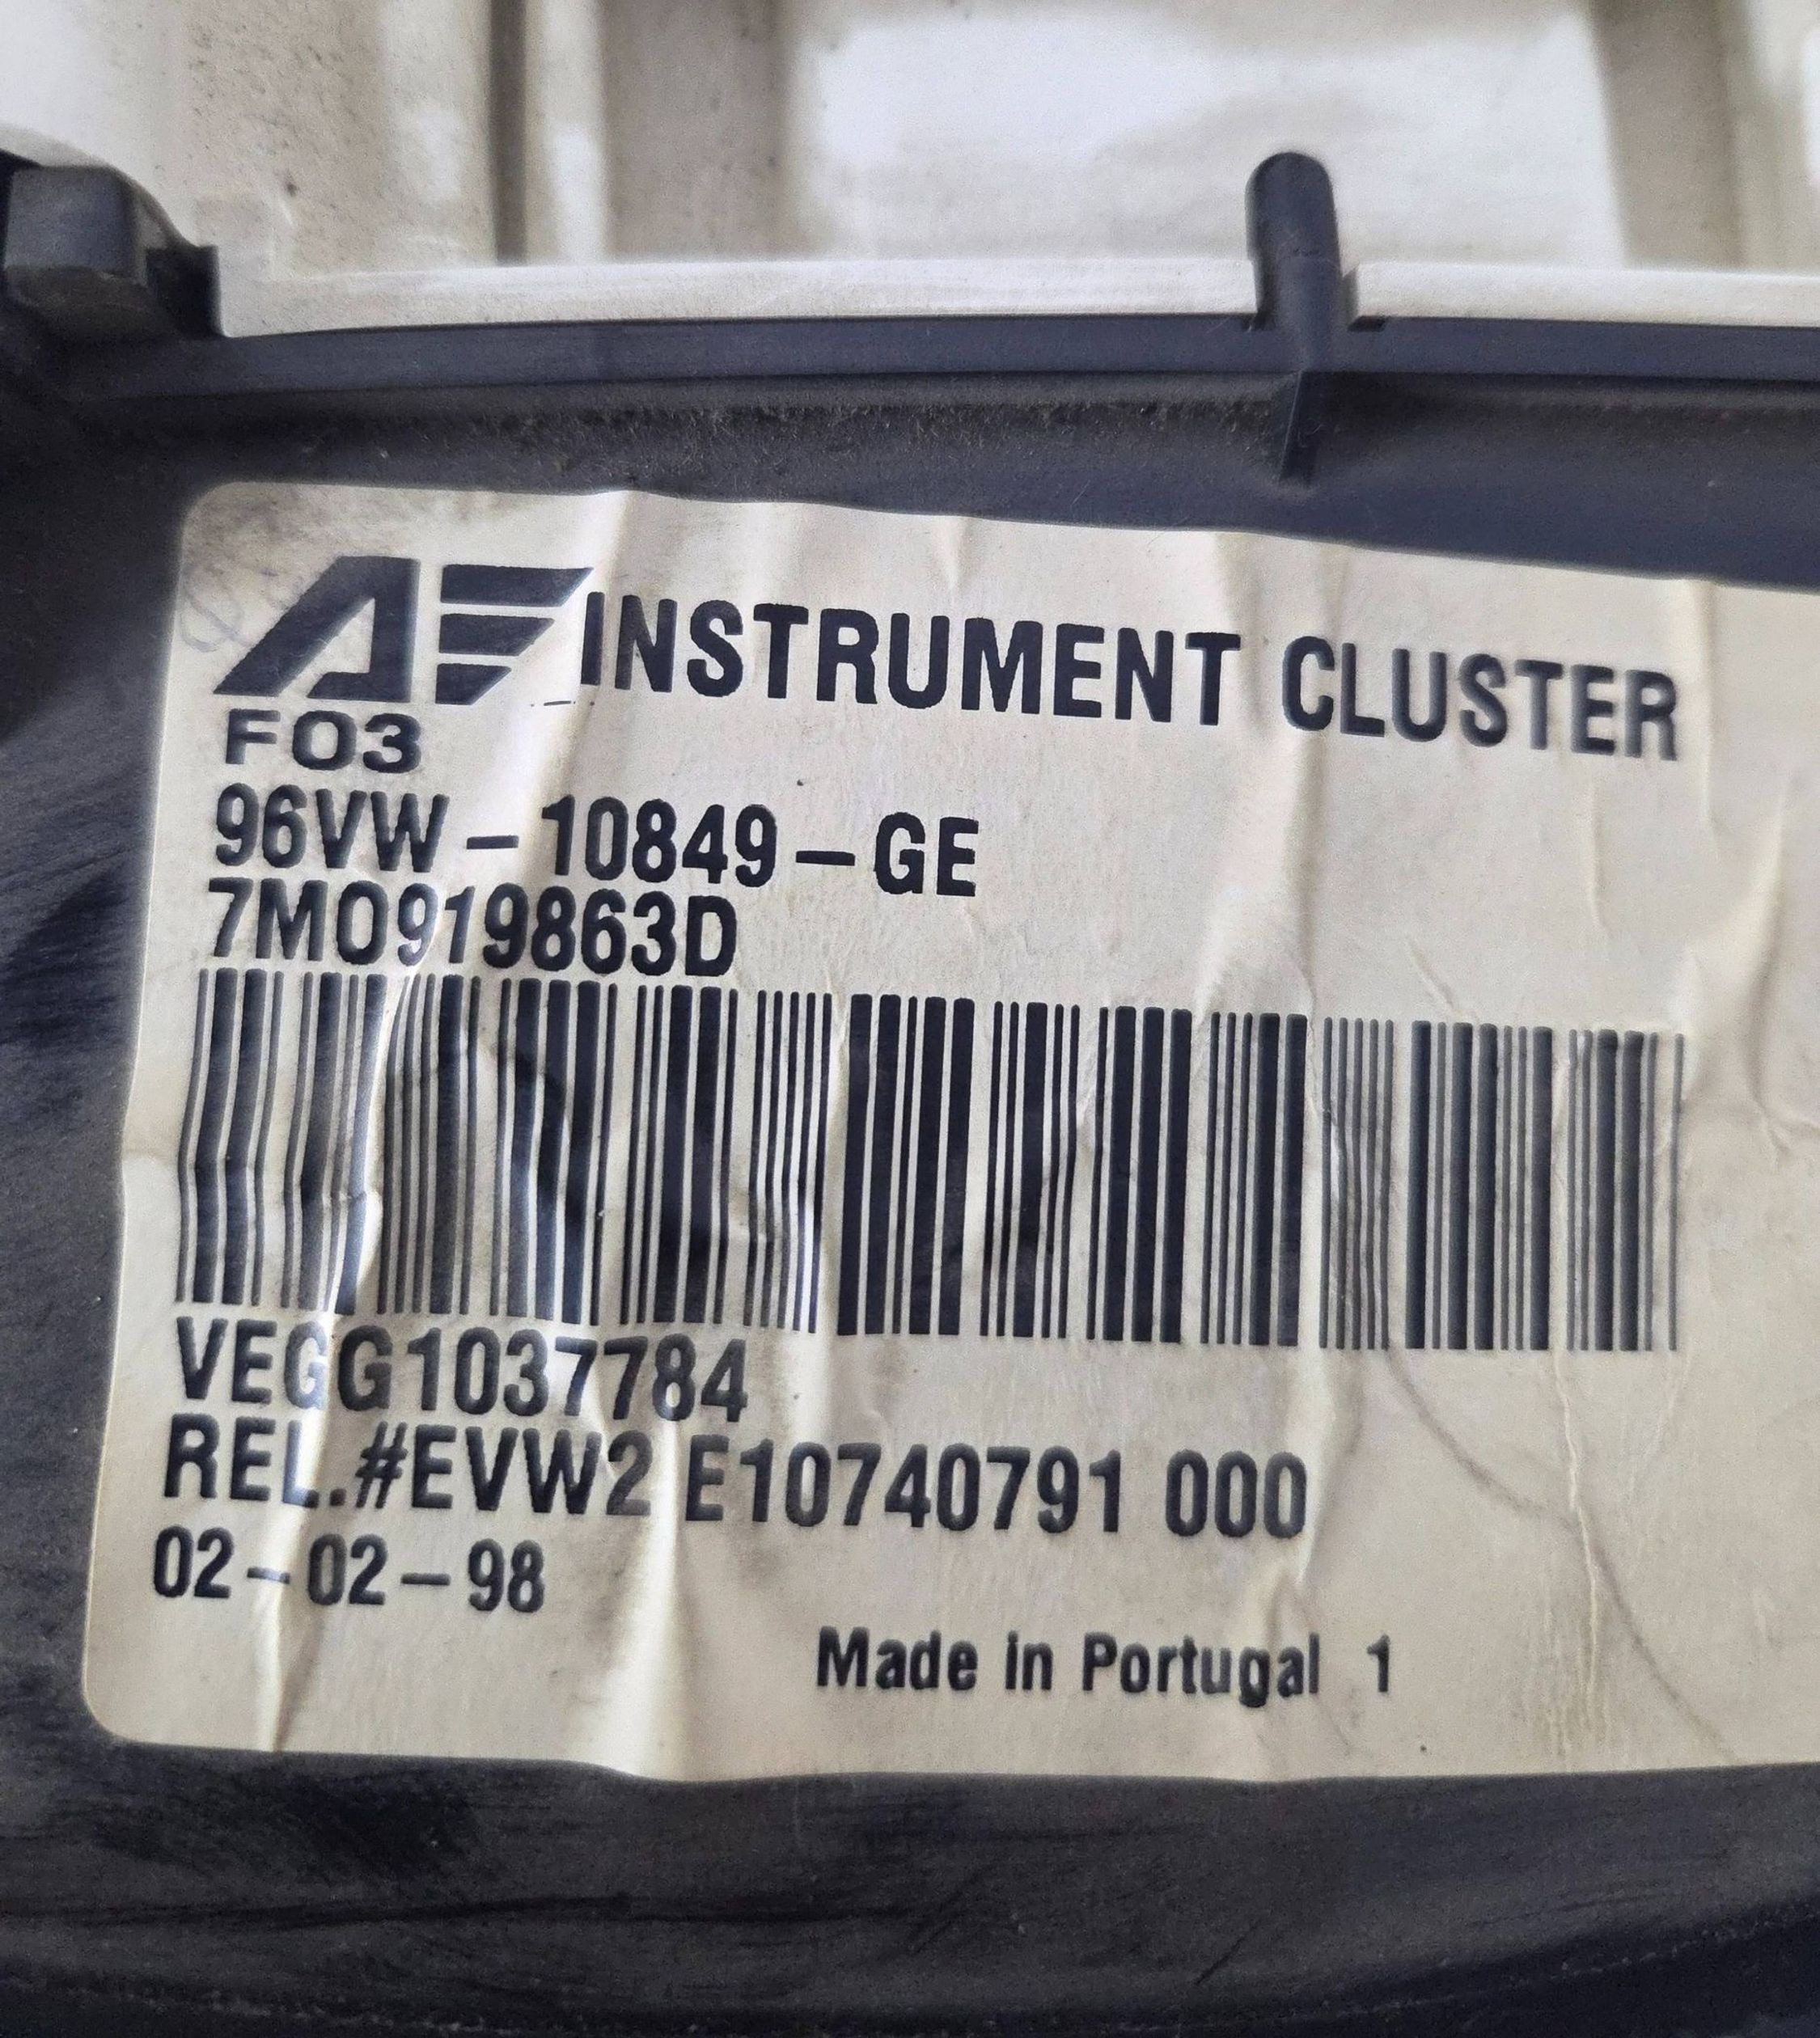 AF INSTRUMENT CLUSTER
F03
96VW-10849-GE
7M0919863D
VEGG1037784
REL.#EVW2 E10740791 000
02-02-98
Made in Portugal 1